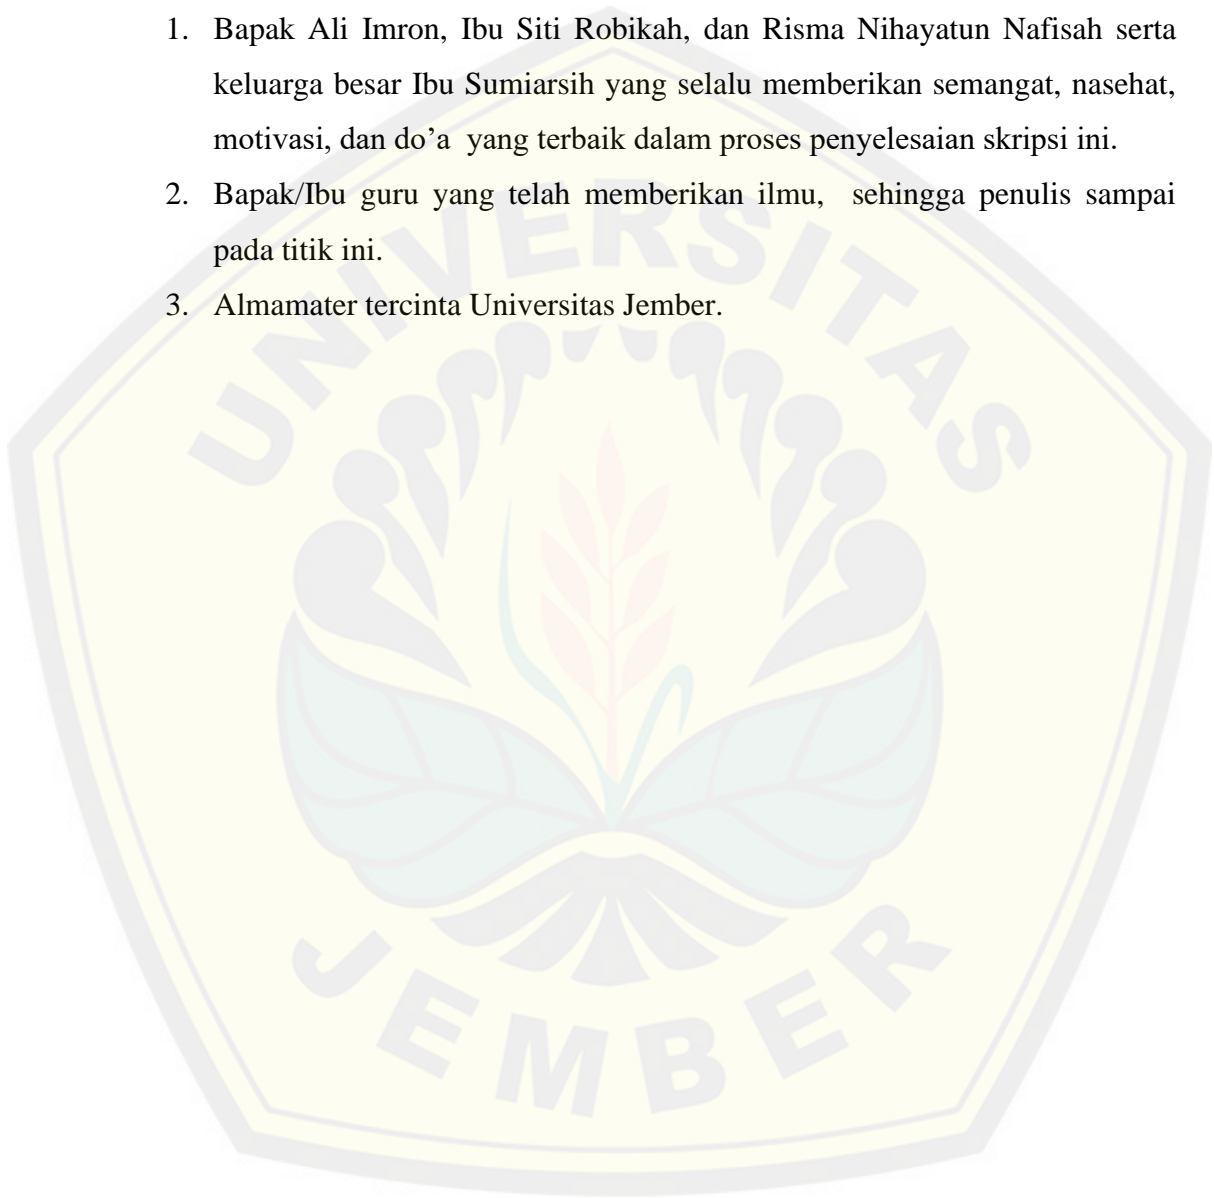 1. Bapak Ali Imron, Ibu Siti Robikah, dan Risma Nihayatun Nafisah serta
keluarga besar Ibu Sumiarsih yang selalu memberikan semangat, nasehat,
motivasi, dan do’a  yang terbaik dalam proses penyelesaian skripsi ini.
2. Bapak/Ibu guru yang telah memberikan ilmu,  sehingga penulis sampai
pada titik ini.
3. Almamater tercinta Universitas Jember.
UNIVERSITAS
JEMBER